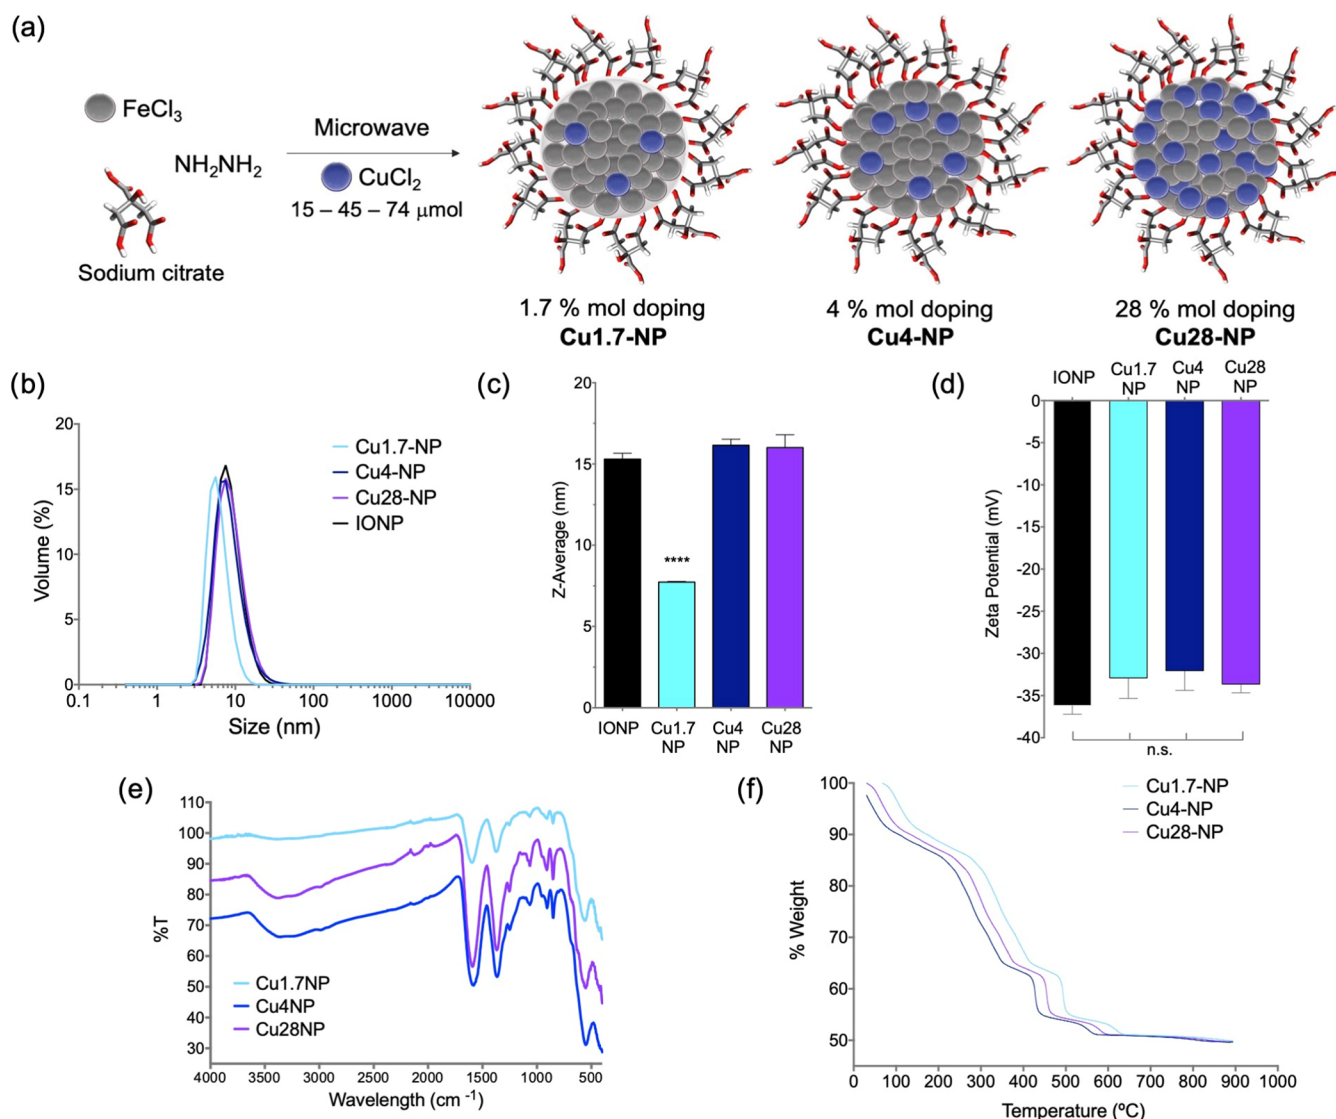 (a)
FeCl3
NH2NH2
Sodium citrate
Microwave
CuCl2
15 – 45 – 74 μmol
1.7 % mol doping
Cu1.7-NP
4 % mol doping
Cu4-NP
28 % mol doping
Cu28-NP
(b)
20
15
10
5
0
Volume (%)
0.1 1 10 100 1000 10000
Size (nm)
Cu1.7-NP
Cu4-NP
Cu28-NP
IONP
(c)
20
15
10
5
0
Z-Average (nm)
****
IONP Cu1.7 Cu4 Cu28
NP NP NP
(d)
IONP Cu1.7 Cu4 Cu28
NP NP NP
0
-5
-10
-15
-20
-25
-30
-35
-40
Zeta Potential (mV)
n.s.
(e)
110
100
90
80
70
60
50
40
30
%T
Cu1.7NP
Cu4NP
Cu28NP
4000 3500 3000 2500 2000 1500 1000 500
Wavelength (cm -1)
(f)
100
90
80
70
60
50
% Weight
Cu1.7-NP
Cu4-NP
Cu28-NP
0 100 200 300 400 500 600 700 800 900 1000
Temperature (ºC)